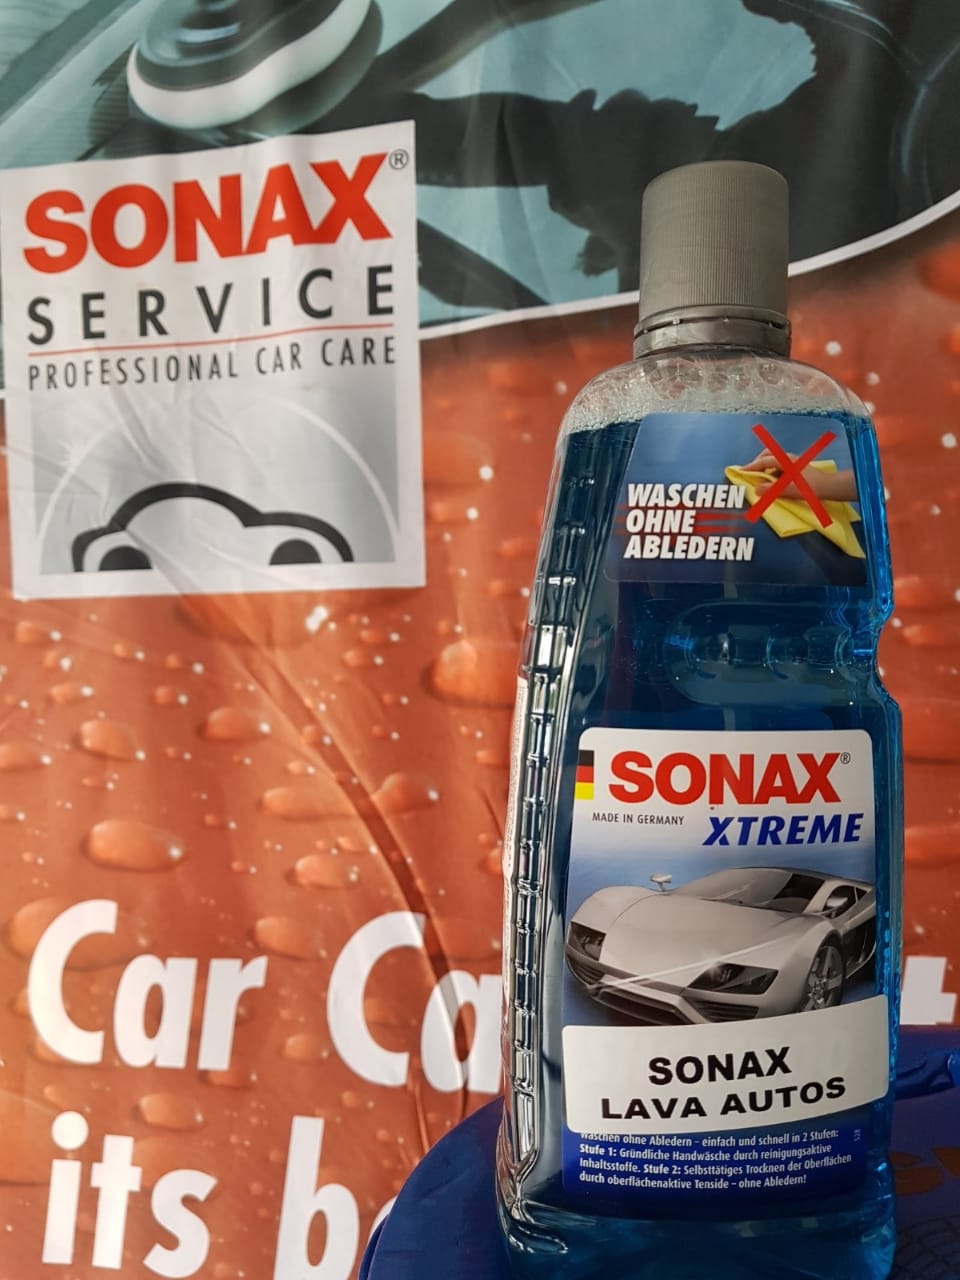 SONAX®
SERVICE
PROFESSIONAL CAR CARE
Car Ca
its b
WASCHEN
OHNE
ABLEDERN
SONAX®
MADE IN GERMANY
XTREME
SONAX
LAVA AUTOS
Waschen ohne Abledern – einfach und schnell in 2 Stufen:
Stufe 1: Gründliche Handwäsche durch reinigungsaktive
Inhaltsstoffe. Stufe 2: Selbsttätiges Trocknen der Oberflächen
durch oberflächenaktive Tenside – ohne Abledern!